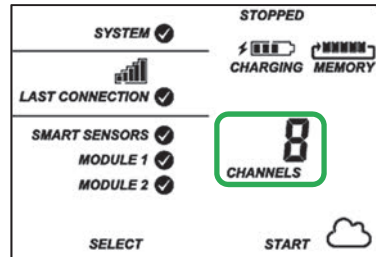 SYSTEM
STOPPED
CHARGING MEMORY
LAST CONNECTION
SMART SENSORS
MODULE 1
MODULE 2
8
CHANNELS
SELECT
START